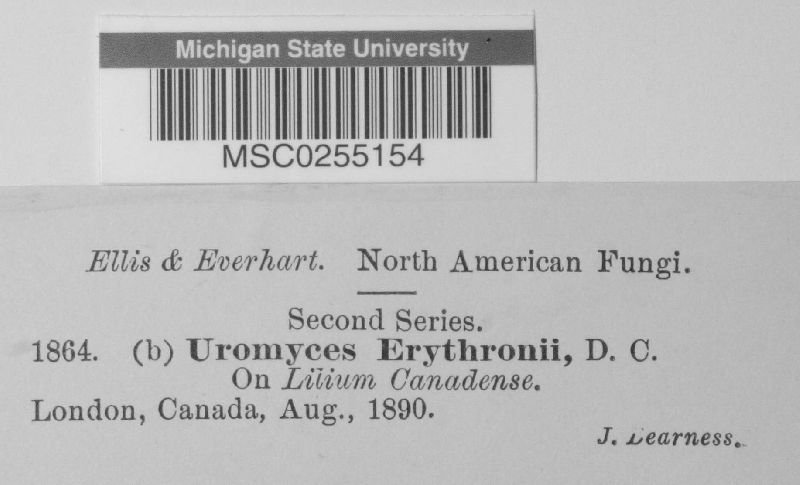 Michigan State University
MSC0255154
Ellis & Everhart. North American Fungi.
Second Series.
1864. (b) Uromyces Erythronii, D. C.
On Lilium Canadense.
London, Canada, Aug., 1890.
J. Dearness.